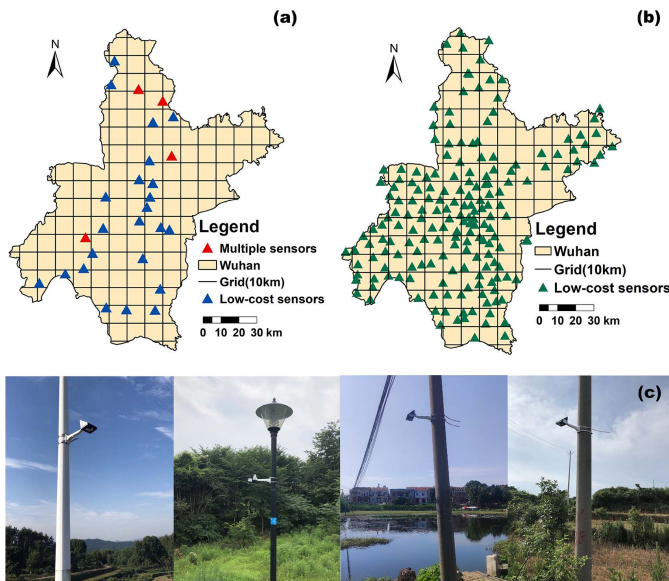 (a)
N
Legend
Multiple sensors
Wuhan
Grid(10km)
Low-cost sensors
0 10 20 30 km
(b)
N
Legend
Wuhan
Grid(10km)
Low-cost sensors
0 10 20 30 km
(c)